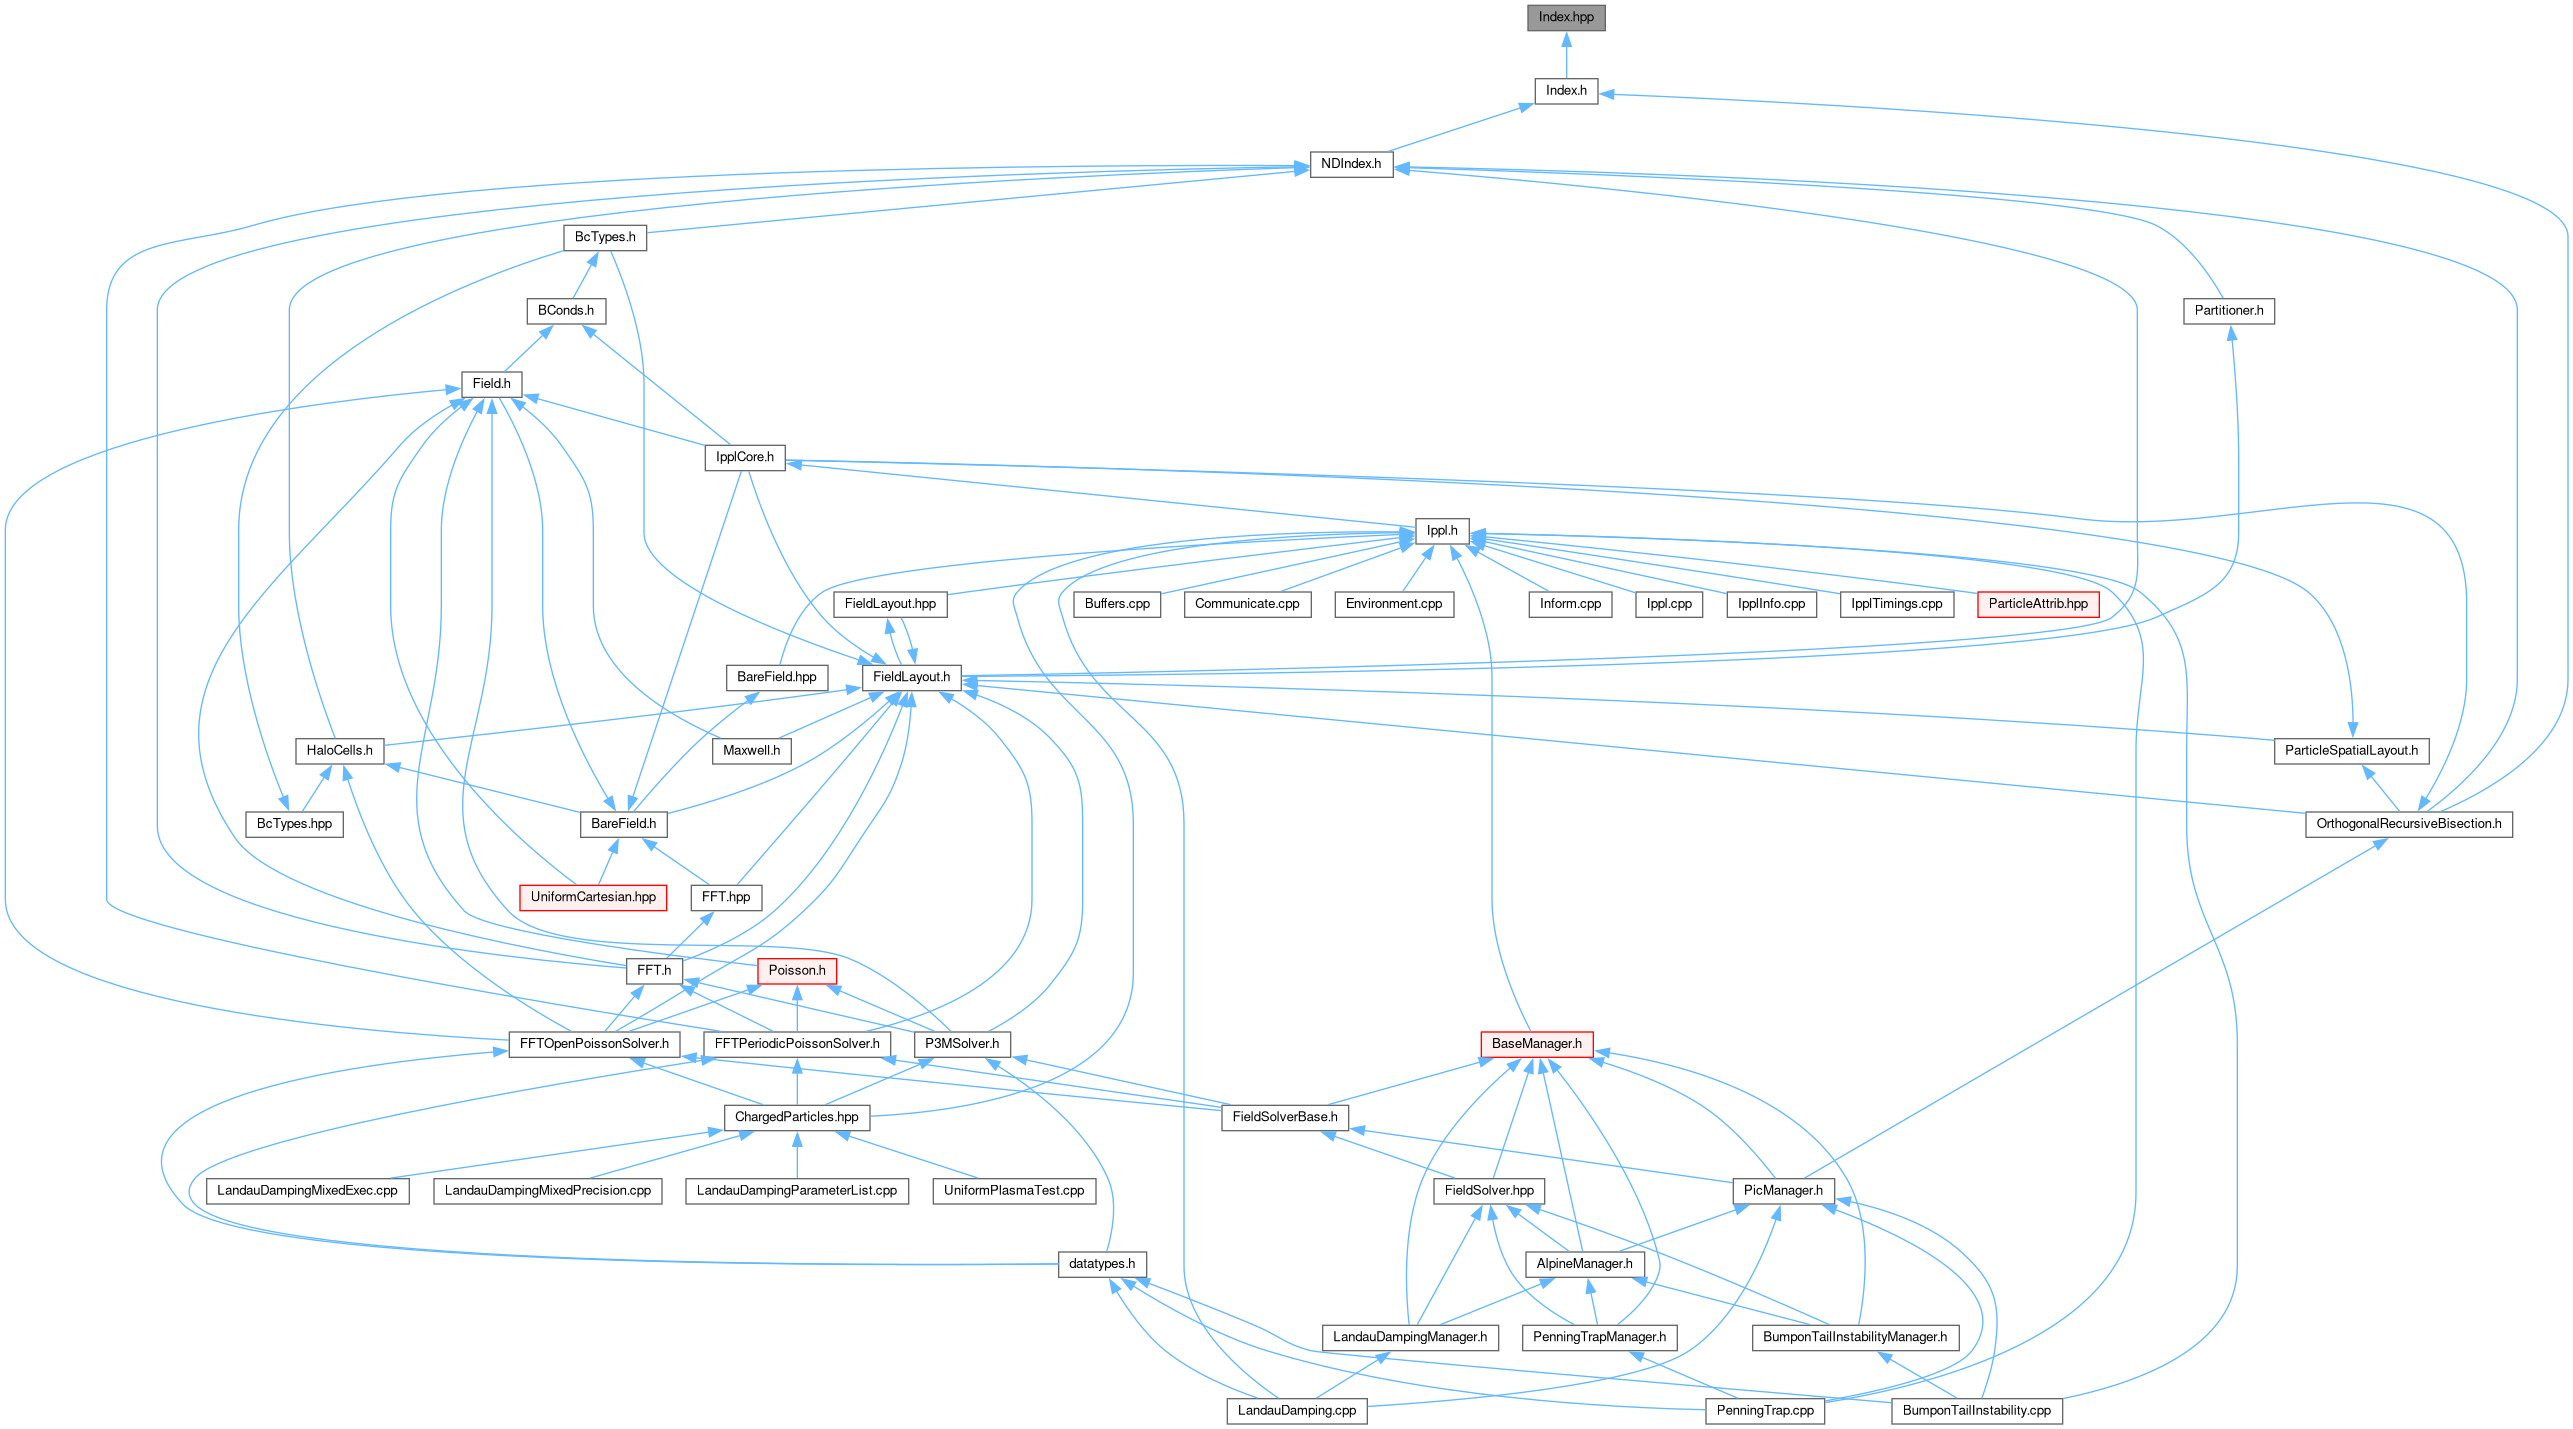 Index.hpp
Index.h
NDIndex.h
BcTypes.h
BConds.h
Partitioner.h
Field.h
IpplCore.h
Ippl.h
FieldLayout.hpp
Buffers.cpp
Communicate.cpp
Environment.cpp
Inform.cpp
Ippl.cpp
IpplInfo.cpp
IpplTimings.cpp
ParticleAttrib.hpp
BareField.hpp
FieldLayout.h
HaloCells.h
Maxwell.h
ParticleSpatialLayout.h
BcTypes.hpp
BareField.h
OrthogonalRecursiveBisection.h
UniformCartesian.hpp
FFT.hpp
FFT.h
Poisson.h
FFTOpenPoissonSolver.h
FFTPeriodicPoissonSolver.h
P3MSolver.h
BaseManager.h
ChargedParticles.hpp
FieldSolverBase.h
LandauDampingMixedExec.cpp
LandauDampingMixedPrecision.cpp
LandauDampingParameterList.cpp
UniformPlasmaTest.cpp
FieldSolver.hpp
PicManager.h
datatypes.h
AlpineManager.h
LandauDampingManager.h
PenningTrapManager.h
BumponTailInstabilityManager.h
LandauDamping.cpp
PenningTrap.cpp
BumponTailInstability.cpp